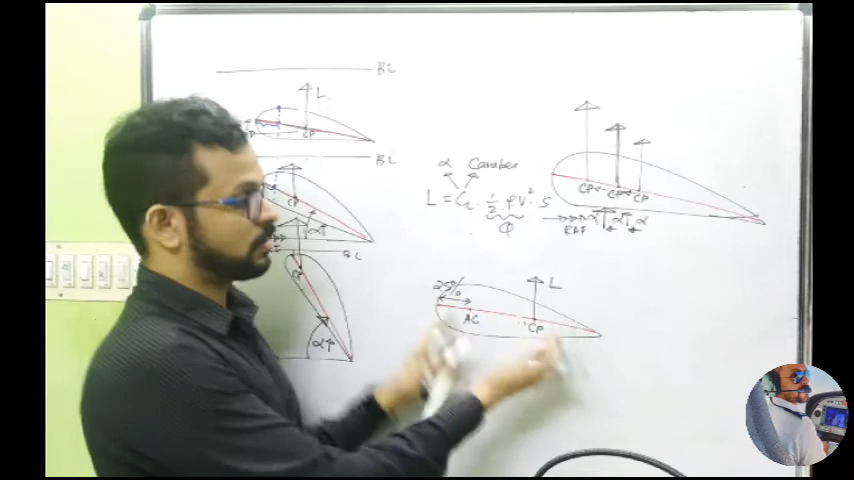 BL
L
CP
BL
CP
α↑
BL
CP
α↑
α Camber
L = CL · 1/2 ρV² · S
q
CP CP CP
RAF α↑ α↑ α
25%
L
AC
CP